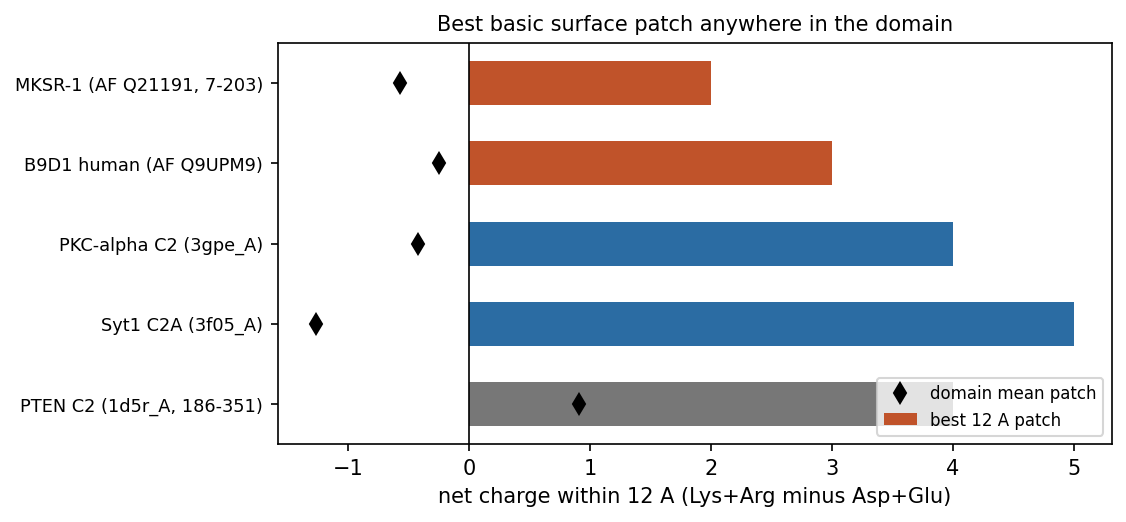 Best basic surface patch anywhere in the domain
MKSR-1 (AF Q21191, 7-203)
B9D1 human (AF Q9UPM9)
PKC-alpha C2 (3gpe_A)
Syt1 C2A (3f05_A)
PTEN C2 (1d5r_A, 186-351)
domain mean patch
best 12 A patch
−1 0 1 2 3 4 5
net charge within 12 A (Lys+Arg minus Asp+Glu)